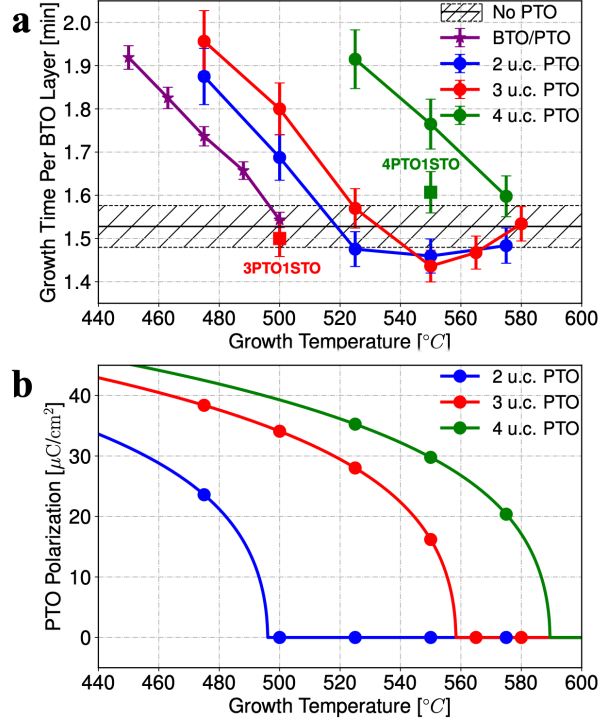 a
Growth Time Per BTO Layer [min]
2.0
1.9
1.8
1.7
1.6
1.5
1.4
No PTO
BTO/PTO
2 u.c. PTO
3 u.c. PTO
4 u.c. PTO
4PTO1STO
3PTO1STO
440 460 480 500 520 540 560 580 600
Growth Temperature [°C]
b
PTO Polarization [μC/cm²]
40
30
20
10
0
2 u.c. PTO
3 u.c. PTO
4 u.c. PTO
440 460 480 500 520 540 560 580 600
Growth Temperature [°C]